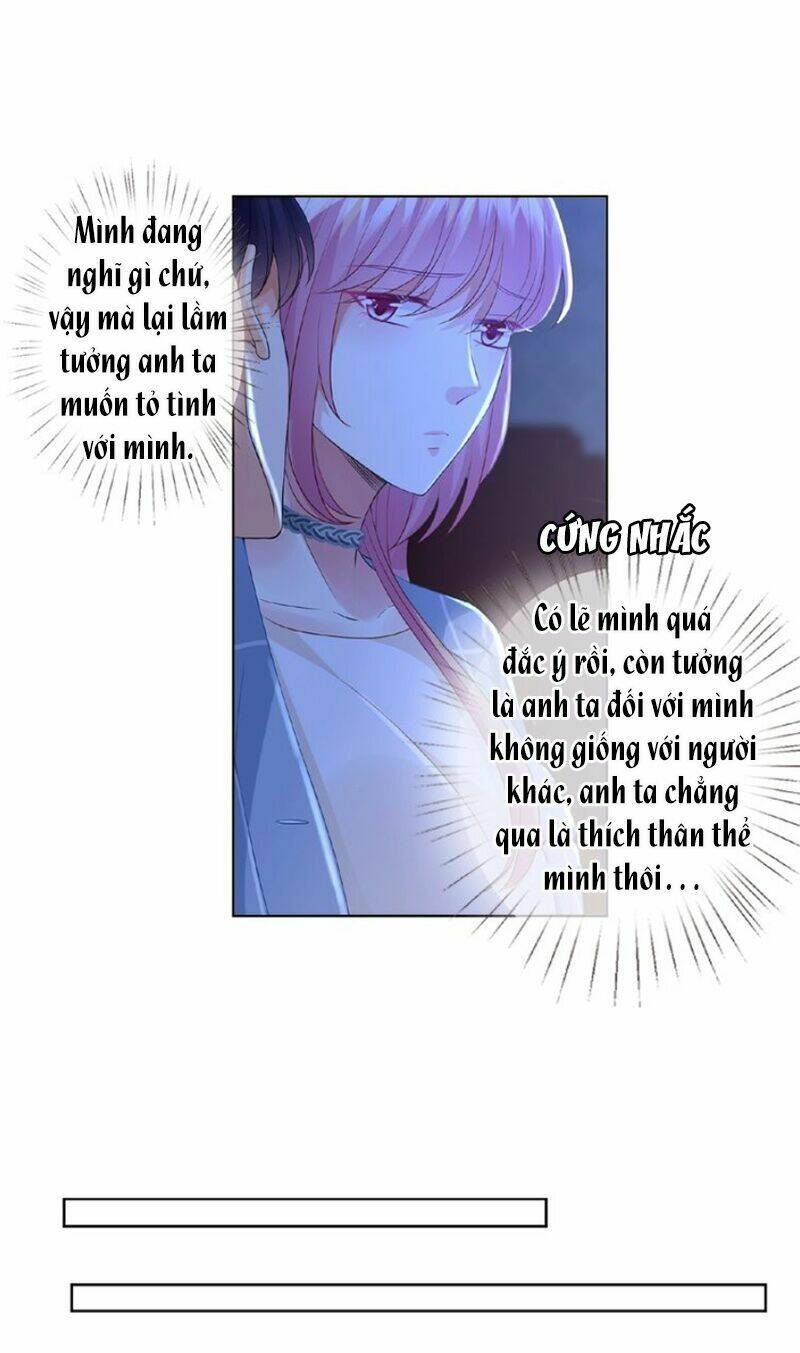 Mình đang
nghĩ gì chứ,
vậy mà lại lầm
tưởng anh ta
muốn tỏ tình
với mình.
CỨNG NHẮC
Có lẽ mình quá
đắc ý rồi, còn tưởng
là anh ta đối với mình
không giống với người
khác, anh ta chẳng
qua là thích thân thể
mình thôi...